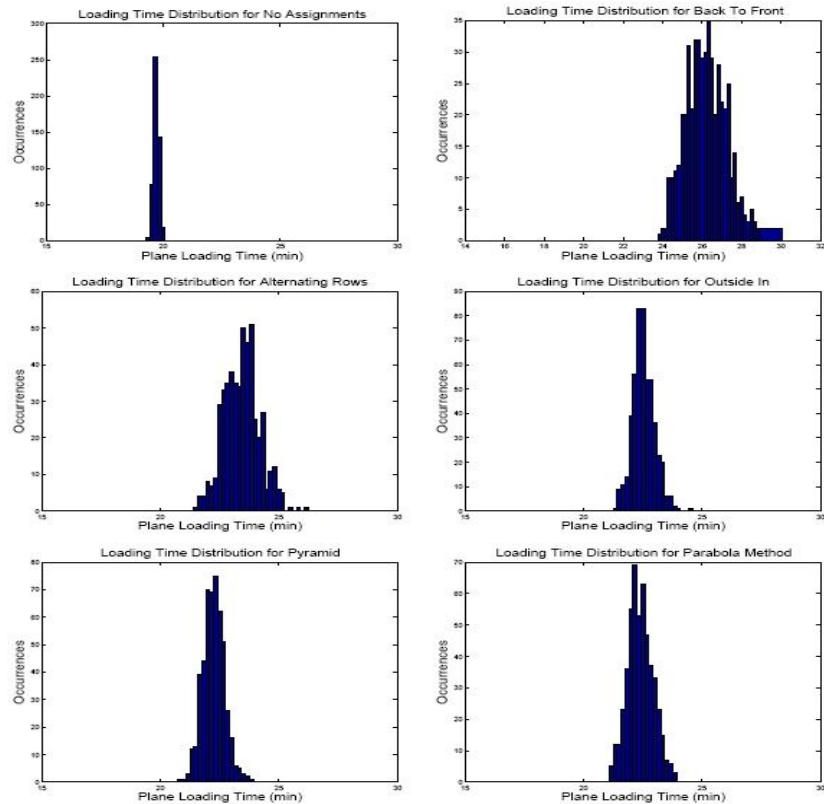 Loading Time Distribution for No Assignments
300
250
200
150
100
50
0
15 20 25 30
Occurrences
Plane Loading Time (min)
Loading Time Distribution for Back To Front
35
30
25
20
15
10
5
0
14 16 18 20 22 24 26 28 30 32
Occurrences
Plane Loading Time (min)
Loading Time Distribution for Alternating Rows
60
50
40
30
20
10
0
15 20 25 30
Occurrences
Plane Loading Time (min)
Loading Time Distribution for Outside In
90
80
70
60
50
40
30
20
10
0
15 20 25 30
Occurrences
Plane Loading Time (min)
Loading Time Distribution for Pyramid
80
70
60
50
40
30
20
10
0
15 20 25 30
Occurrences
Plane Loading Time (min)
Loading Time Distribution for Parabola Method
70
60
50
40
30
20
10
0
15 20 25 30
Occurrences
Plane Loading Time (min)